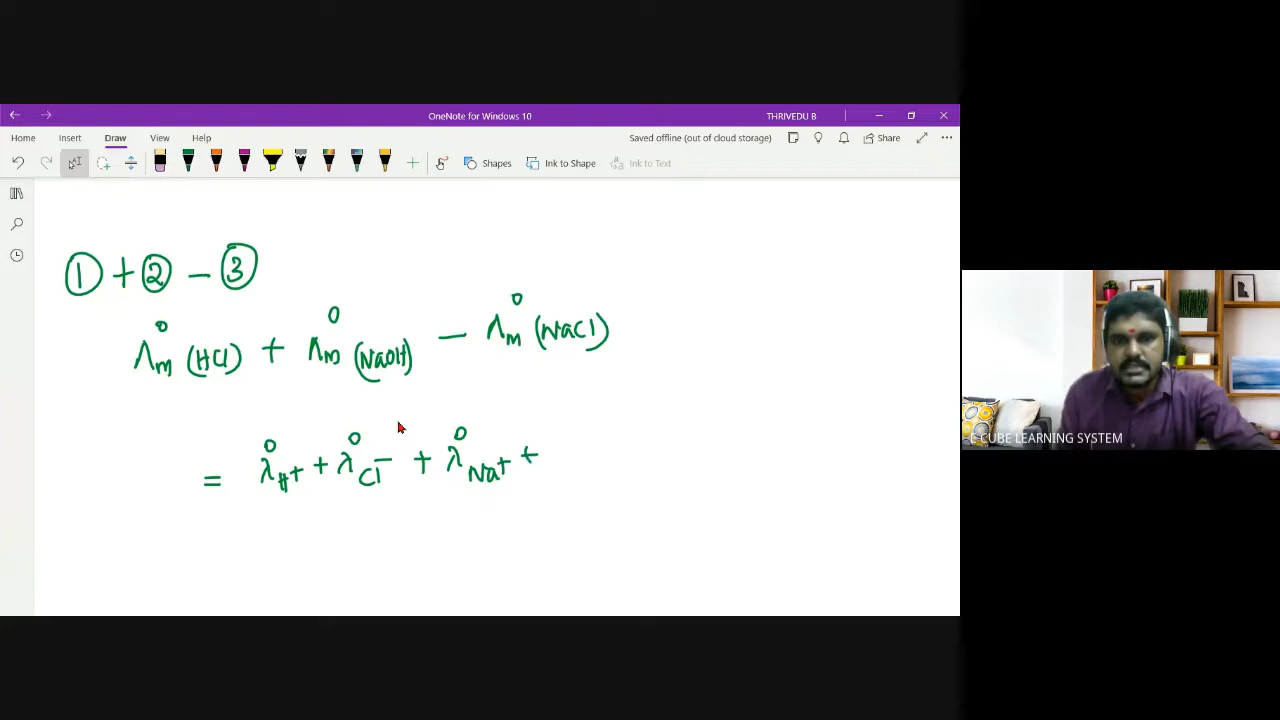 OneNote for Windows 10
THRIVEDU B
Home Insert Draw View Help
Saved offline (out of cloud storage)
Share
Shapes
Ink to Shape
Ink to Text
① + ② − ③
Λ°m (HCl) + Λ°m (NaOH) − Λ°m (NaCl)
= λ°H+ + λ°Cl− + λ°Na+ +
C CUBE LEARNING SYSTEM